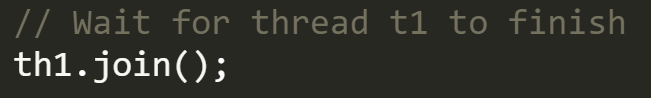 // Wait for thread t1 to finish
th1.join();